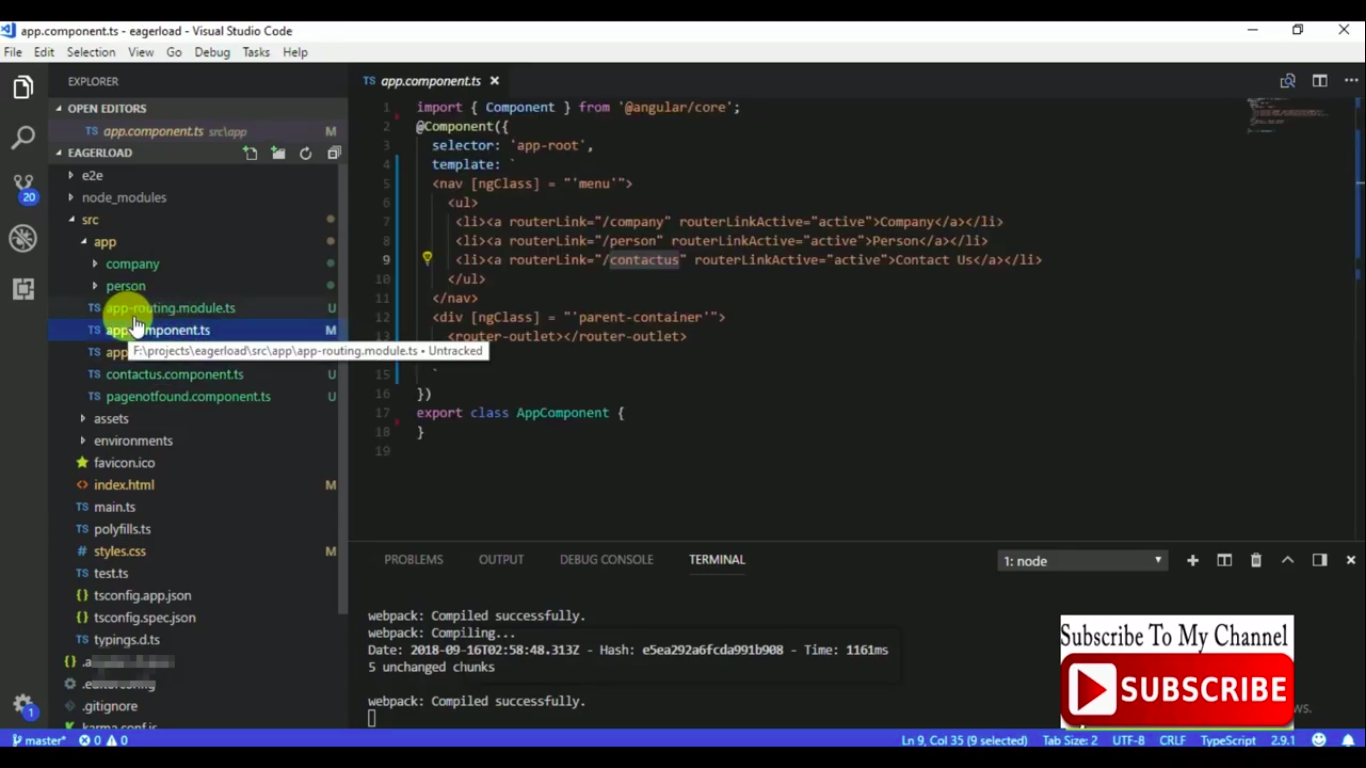 app.component.ts - eagerload - Visual Studio Code
File Edit Selection View Go Debug Tasks Help
EXPLORER
OPEN EDITORS
TS app.component.ts src\app M
EAGERLOAD
e2e
node_modules
src
app
company
person
TS app-routing.module.ts U
TS app.component.ts M
TS app
F:\projects\eagerload\src\app\app-routing.module.ts • Untracked
TS contactus.component.ts U
TS pagenotfound.component.ts U
assets
environments
favicon.ico
<> index.html M
TS main.ts
TS polyfills.ts
# styles.css M
TS test.ts
{ } tsconfig.app.json
{ } tsconfig.spec.json
TS typings.d.ts
.gitignore
karma.conf.js
20
1
TS app.component.ts
1 import { Component } from '@angular/core';
2 @Component({
3 selector: 'app-root',
4 template: `
5 <nav [ngClass] = "'menu'">
6 <ul>
7 <li><a routerLink="/company" routerLinkActive="active">Company</a></li>
8 <li><a routerLink="/person" routerLinkActive="active">Person</a></li>
9 <li><a routerLink="/contactus" routerLinkActive="active">Contact Us</a></li>
10 </ul>
11 </nav>
12 <div [ngClass] = "'parent-container'">
13 <router-outlet></router-outlet>
15 `
16 })
17 export class AppComponent {
18 }
19
PROBLEMS OUTPUT DEBUG CONSOLE TERMINAL
1: node
webpack: Compiled successfully.
webpack: Compiling...
Date: 2018-09-16T02:58:48.313Z - Hash: e5ea292a6fcda991b908 - Time: 1161ms
5 unchanged chunks
webpack: Compiled successfully.
Subscribe To My Channel
SUBSCRIBE
master* 0 0
Ln 9, Col 35 (9 selected) Tab Size: 2 UTF-8 CRLF TypeScript 2.9.1